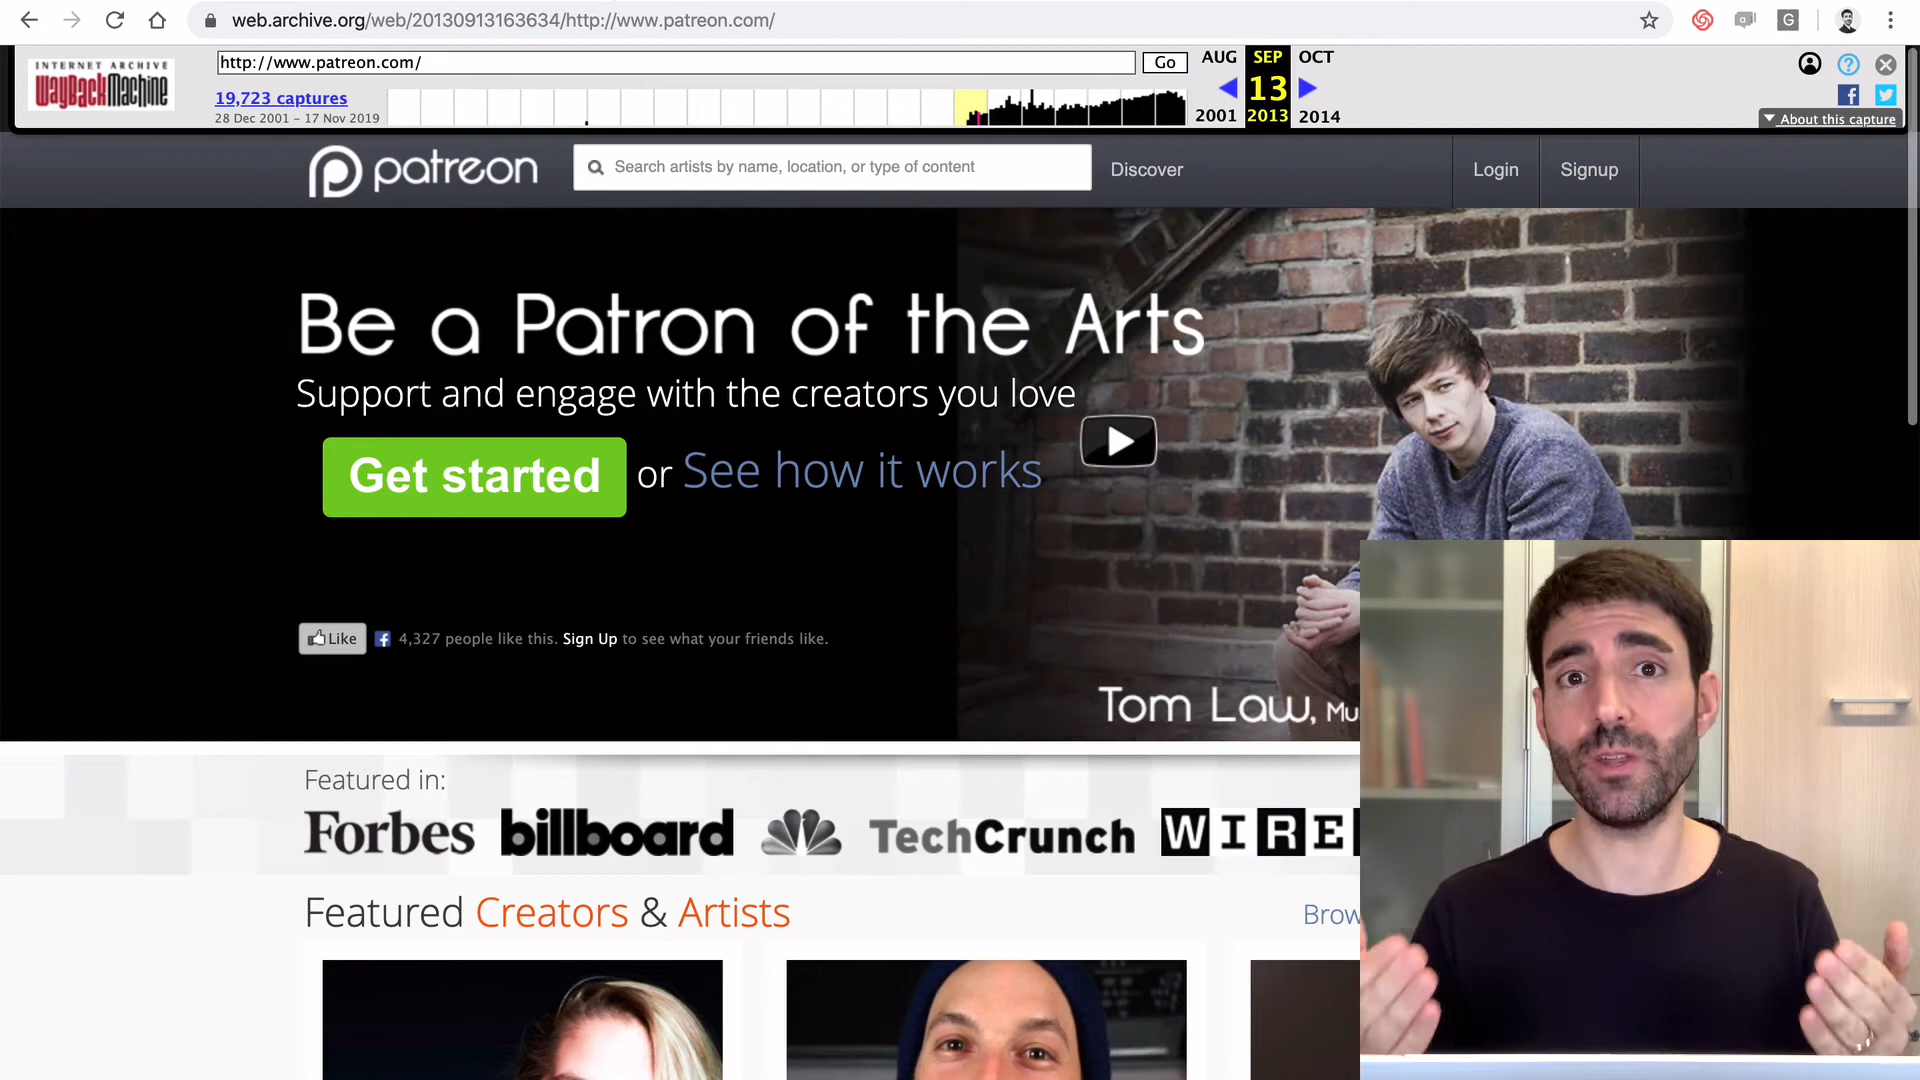 web.archive.org/web/20130913163634/http://www.patreon.com/
G
INTERNET ARCHIVE
WayBackMachine
http://www.patreon.com/
Go
AUG SEP OCT
13
2001 2013 2014
19,723 captures
28 Dec 2001 – 17 Nov 2019
About this capture
patreon
Search artists by name, location, or type of content
Discover
Login
Signup
Be a Patron of the Arts
Support and engage with the creators you love
Get started or See how it works
Like 4,327 people like this. Sign Up to see what your friends like.
Tom Law, Mu
Featured in:
Forbes billboard TechCrunch WIRE
Featured Creators & Artists
Brow